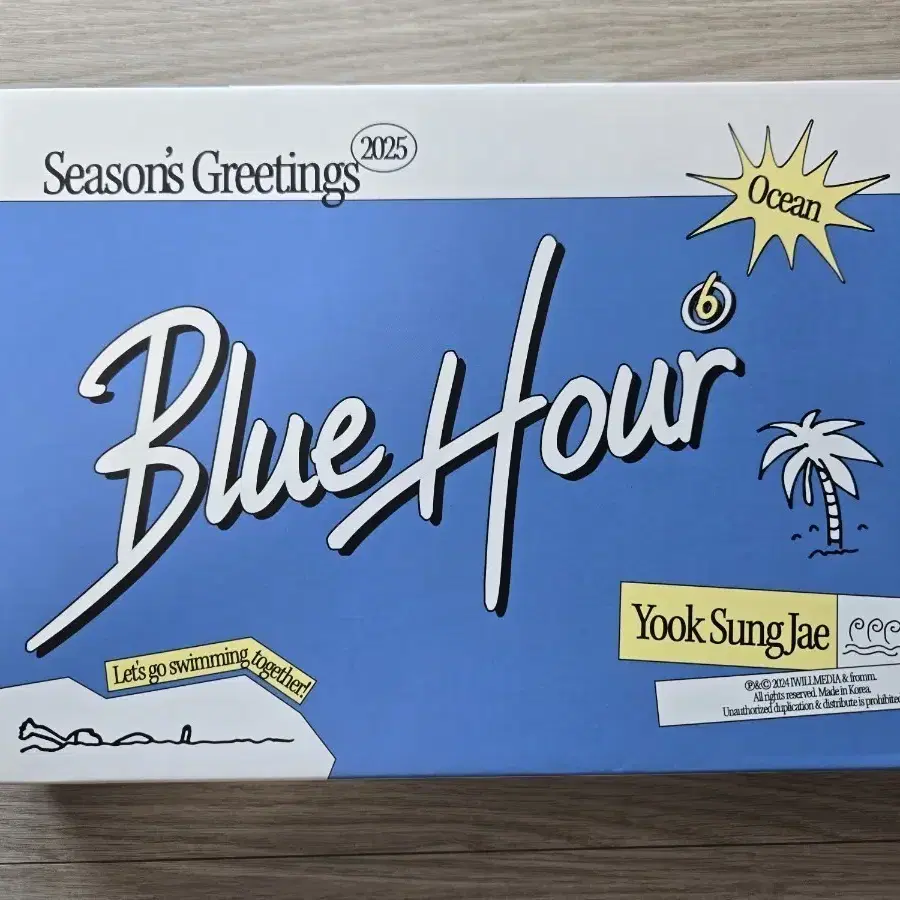 Season's Greetings 2025
Ocean
Blue Hour 6
Yook Sung Jae
Let's go swimming together!
℗&© 2024 IWILLMEDIA & fromm.
All rights reserved. Made in Korea.
Unauthorized duplication & distribute is prohibited